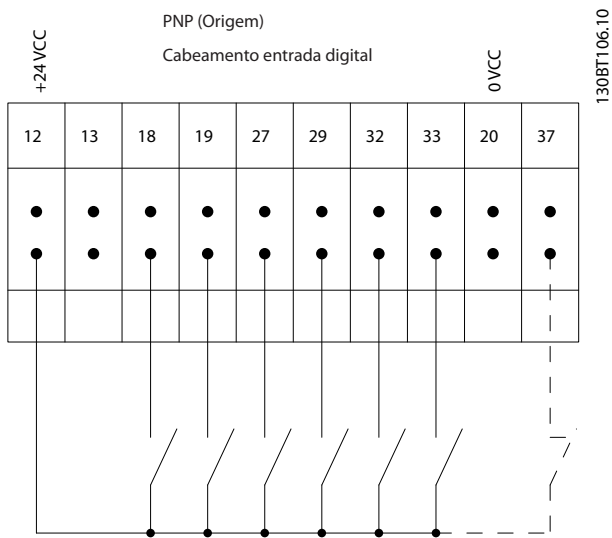 PNP (Origem)
Cabeamento entrada digital
+24 VCC
0 VCC
130BT106.10
12 13 18 19 27 29 32 33 20 37